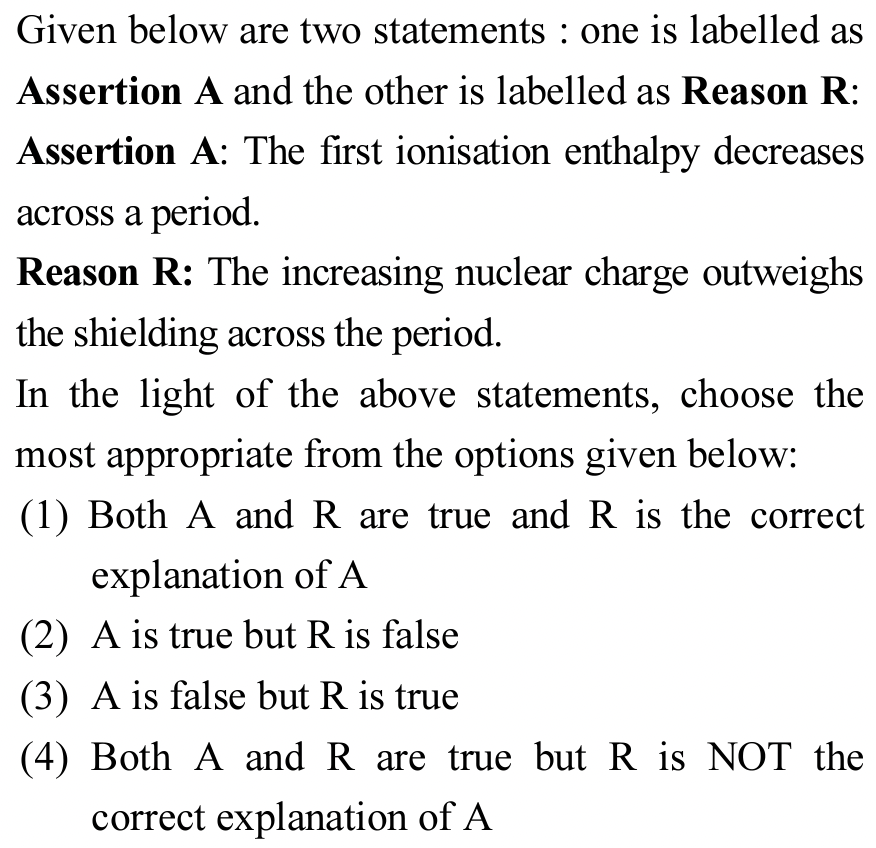 Given below are two statements : one is labelled as
Assertion A and the other is labelled as Reason R:
Assertion A: The first ionisation enthalpy decreases
across a period.
Reason R: The increasing nuclear charge outweighs
the shielding across the period.
In the light of the above statements, choose the
most appropriate from the options given below:
(1) Both A and R are true and R is the correct
explanation of A
(2) A is true but R is false
(3) A is false but R is true
(4) Both A and R are true but R is NOT the
correct explanation of A